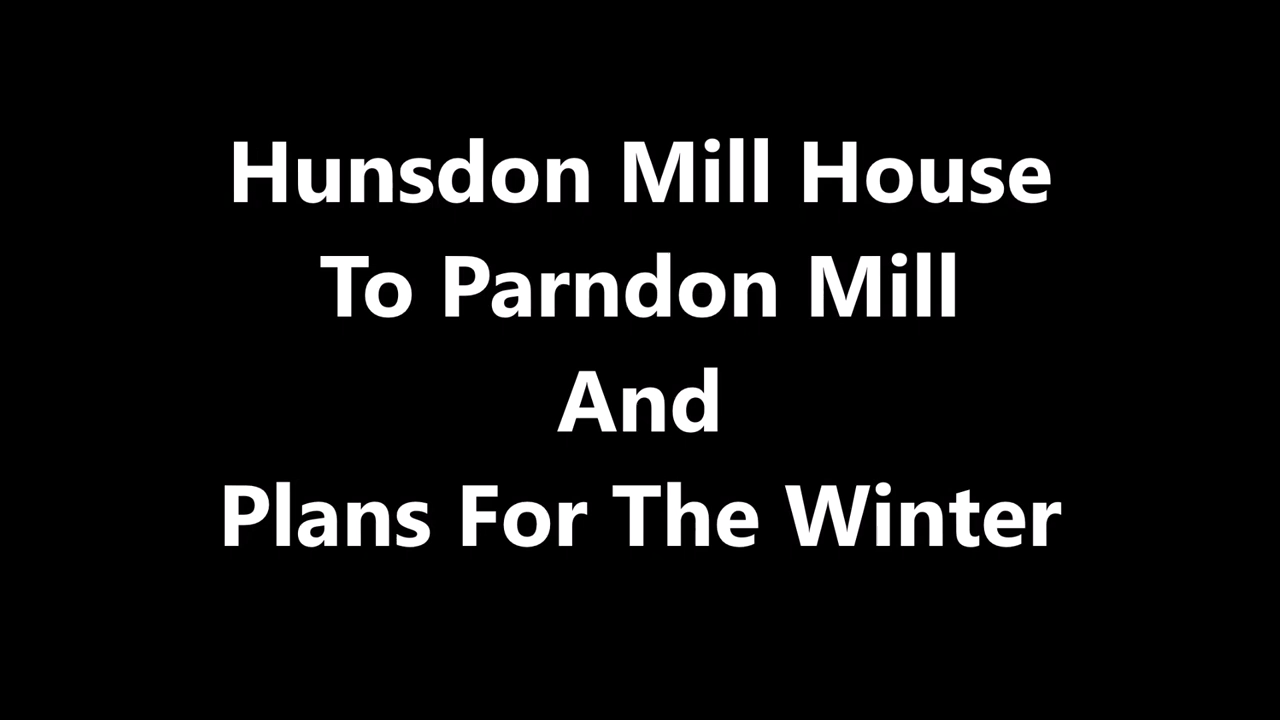 Hunsdon Mill House
To Parndon Mill
And
Plans For The Winter